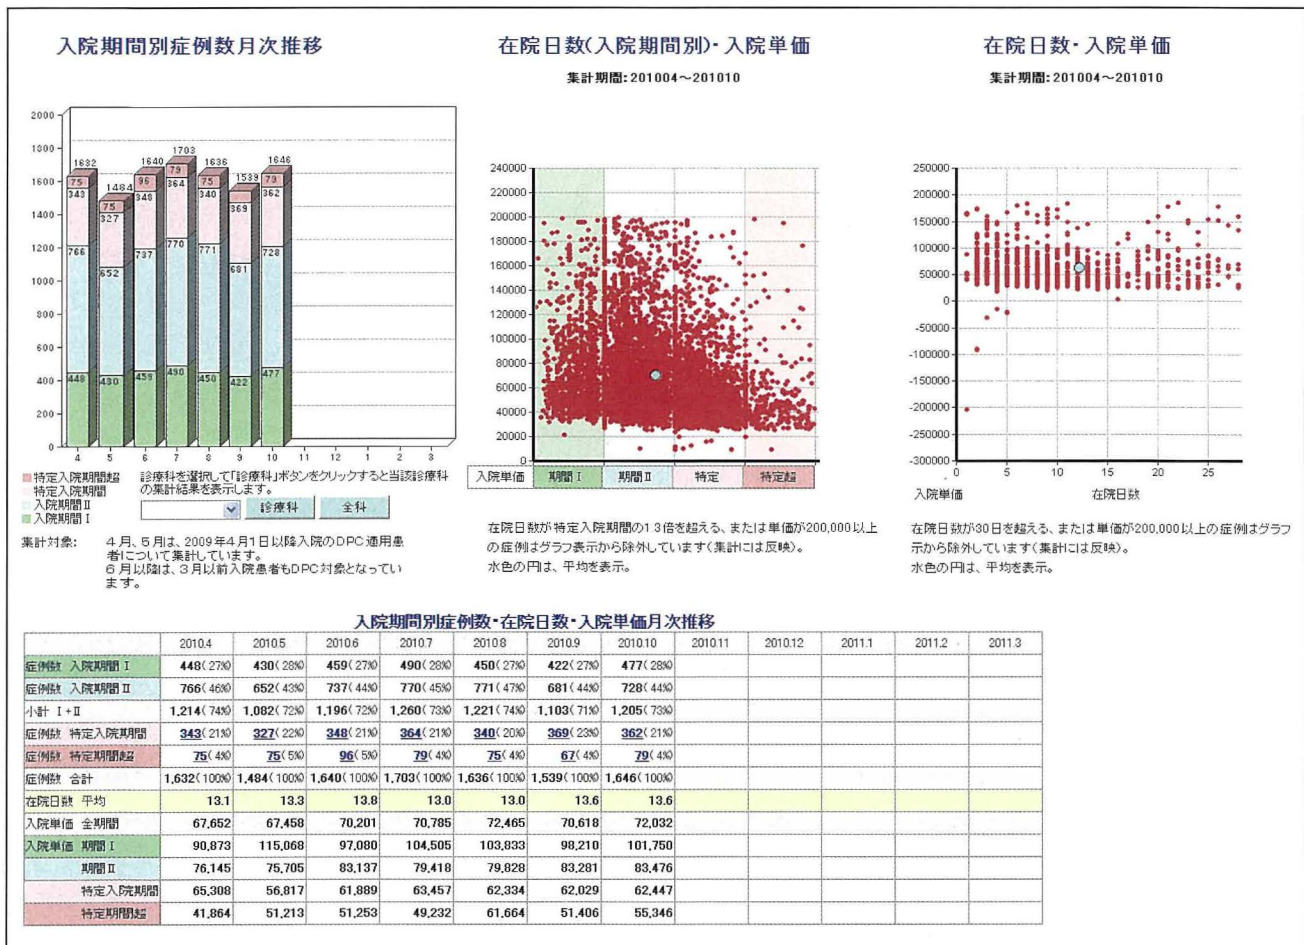 入院期間別症例数月次推移
2000
1800
1600
1400
1200
1000
800
600
400
200
0
1632
1484
1640
1703
1636
1539
1646
75
75
96
79
75
79
343
327
348
364
340
369
362
766
652
737
770
771
681
728
448
430
459
490
450
422
477
4 5 6 7 8 9 10 11 12 1 2 3
特定入院期間超
特定入院期間
入院期間Ⅱ
入院期間Ⅰ
診療科を選択して「診療科」ボタンをクリックすると当該診療科
の集計結果を表示します。
診療科 全科
集計対象: 4月、5月は、2009年4月1日以降入院のDPC適用患
者について集計しています。
6月以降は、3月以前入院患者もDPC対象となってい
ます。
在院日数(入院期間別)・入院単価
集計期間:201004～201010
240000
220000
200000
180000
160000
140000
120000
100000
80000
60000
40000
20000
0
入院単価 期間Ⅰ 期間Ⅱ 特定 特定超
在院日数が特定入院期間の1.3倍を超える、または単価が200,000以上
の症例はグラフ表示から除外しています(集計には反映)。
水色の円は、平均を表示。
在院日数・入院単価
集計期間:201004～201010
250000
200000
150000
100000
50000
0
-50000
-100000
-150000
-200000
-250000
-300000
0 5 10 15 20 25
入院単価 在院日数
在院日数が30日を超える、または単価が200,000以上の症例はグラフ
示から除外しています(集計には反映)。
水色の円は、平均を表示。
入院期間別症例数・在院日数・入院単価月次推移
2010.4 2010.5 2010.6 2010.7 2010.8 2010.9 2010.10 2010.11 2010.12 2011.1 2011.2 2011.3
症例数 入院期間Ⅰ 448(27%) 430(28%) 459(27%) 490(28%) 450(27%) 422(27%) 477(28%)
症例数 入院期間Ⅱ 766(46%) 652(43%) 737(44%) 770(45%) 771(47%) 681(44%) 728(44%)
小計 Ⅰ+Ⅱ 1,214(74%) 1,082(72%) 1,196(72%) 1,260(73%) 1,221(74%) 1,103(71%) 1,205(73%)
症例数 特定入院期間 343(21%) 327(22%) 348(21%) 364(21%) 340(20%) 369(23%) 362(21%)
症例数 特定期間超 75(4%) 75(5%) 96(5%) 79(4%) 75(4%) 67(4%) 79(4%)
症例数 合計 1,632(100%) 1,484(100%) 1,640(100%) 1,703(100%) 1,636(100%) 1,539(100%) 1,646(100%)
在院日数 平均 13.1 13.3 13.8 13.0 13.0 13.6 13.6
入院単価 全期間 67,652 67,458 70,201 70,785 72,465 70,618 72,032
入院単価 期間Ⅰ 90,873 115,068 97,080 104,505 103,833 98,210 101,750
期間Ⅱ 76,145 75,705 83,137 79,418 79,828 83,281 83,476
特定入院期間 65,308 56,817 61,889 63,457 62,334 62,029 62,447
特定期間超 41,864 51,213 51,253 49,232 61,664 51,406 55,346